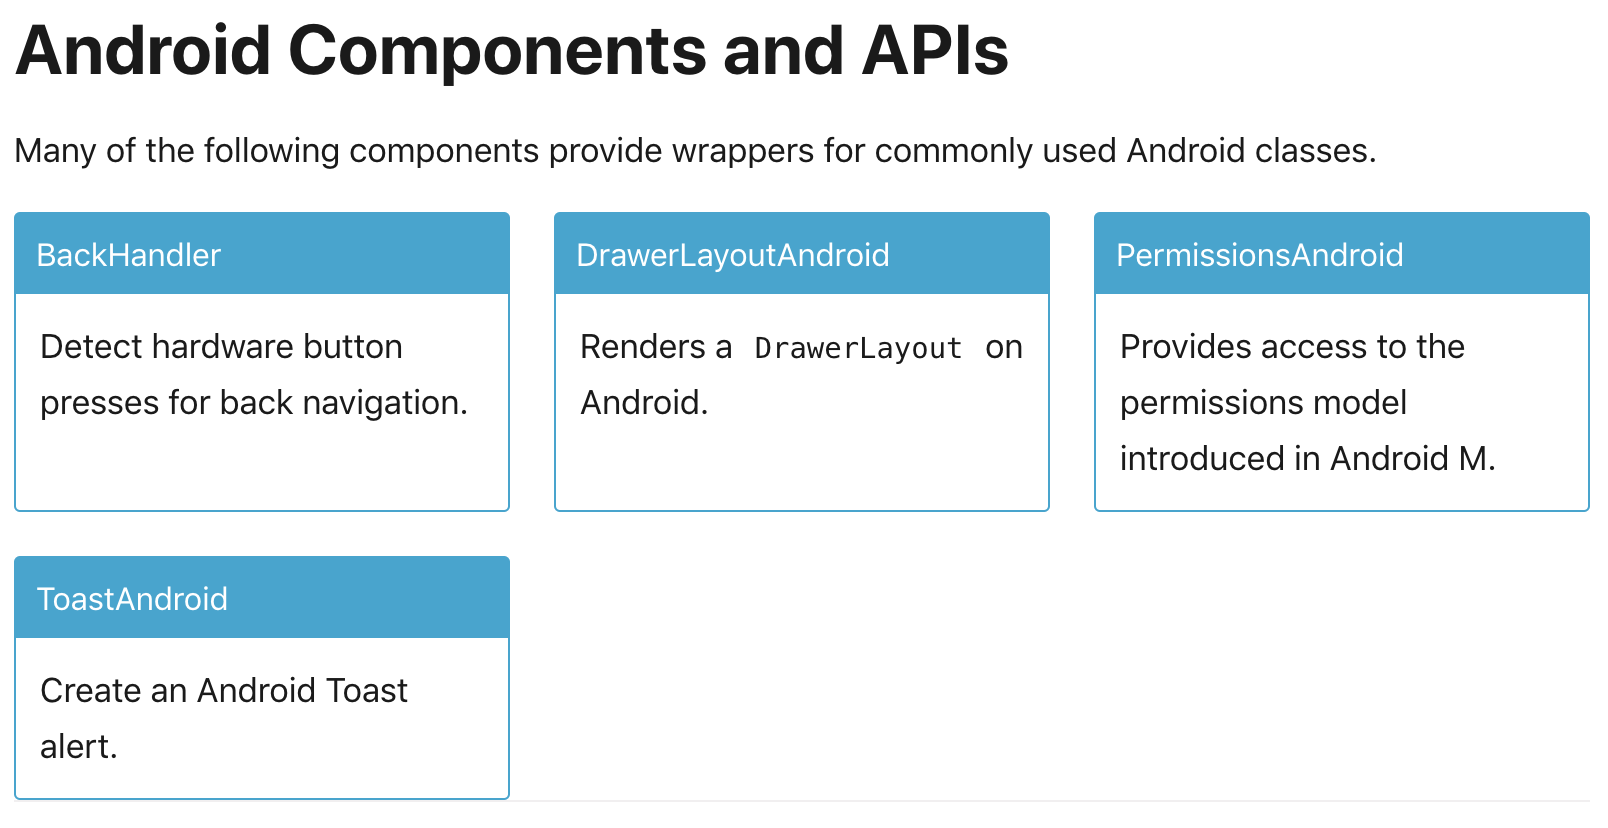 Android Components and APIs
Many of the following components provide wrappers for commonly used Android classes.
BackHandler
Detect hardware button
presses for back navigation.
DrawerLayoutAndroid
Renders a DrawerLayout on
Android.
PermissionsAndroid
Provides access to the
permissions model
introduced in Android M.
ToastAndroid
Create an Android Toast
alert.